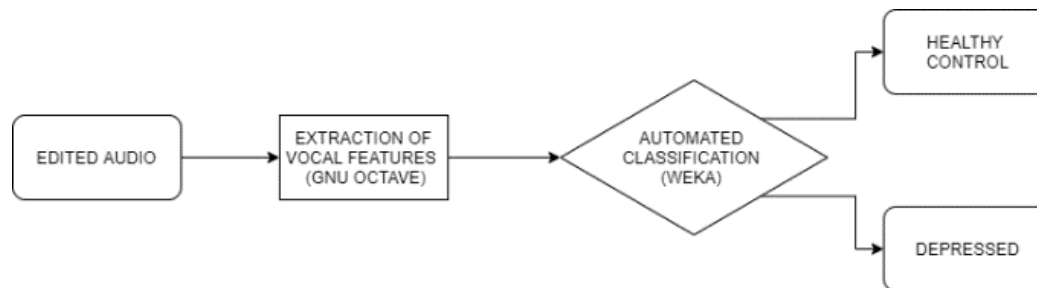 EDITED AUDIO
EXTRACTION OF
VOCAL FEATURES
(GNU OCTAVE)
AUTOMATED
CLASSIFICATION
(WEKA)
HEALTHY
CONTROL
DEPRESSED